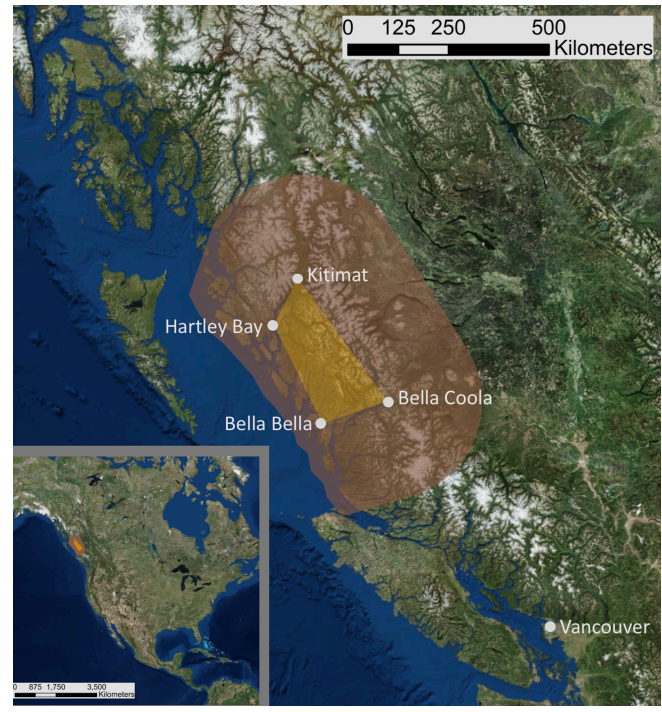 0 125 250 500
Kilometers
Kitimat
Hartley Bay
Bella Coola
Bella Bella
Vancouver
0 875 1,750 3,500
Kilometers